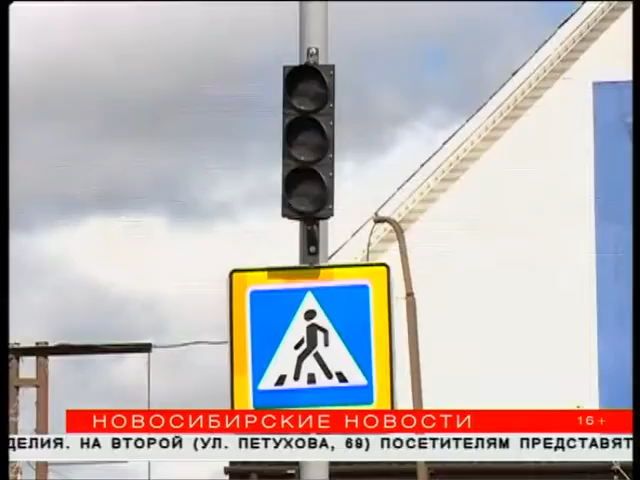 НОВОСИБИРСКИЕ НОВОСТИ 16+
ДЕЛИЯ. НА ВТОРОЙ (УЛ. ПЕТУХОВА, 69) ПОСЕТИТЕЛЯМ ПРЕДСТАВЯТ